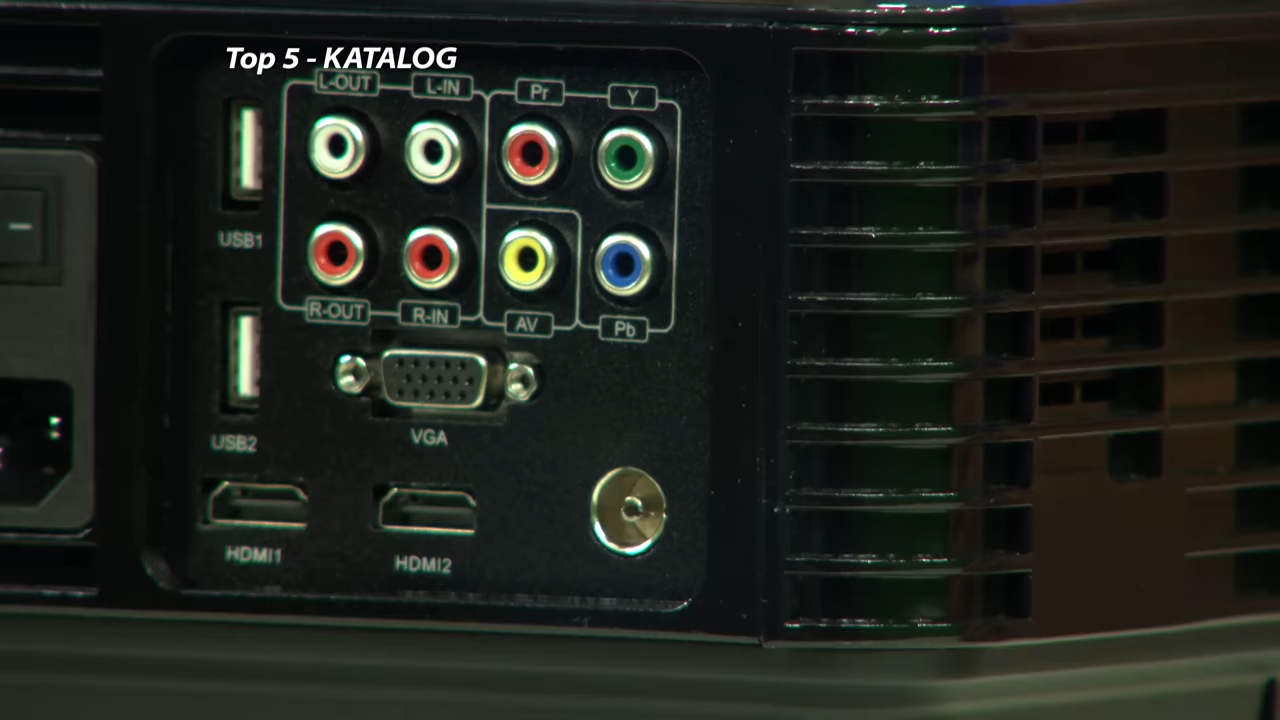 Top 5 - KATALOG
L-OUT
L-IN
Pr
Y
USB1
R-OUT
R-IN
AV
Pb
USB2
VGA
HDMI1
HDMI2